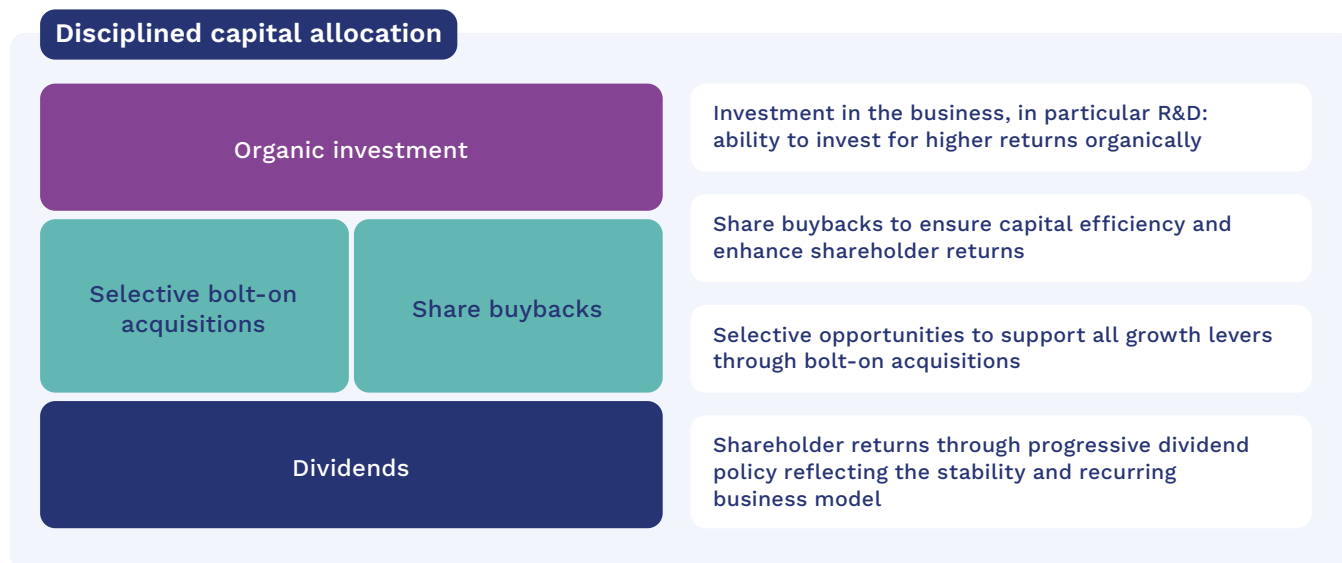 Disciplined capital allocation
Organic investment
Selective bolt-on
acquisitions
Share buybacks
Dividends
Investment in the business, in particular R&D:
ability to invest for higher returns organically
Share buybacks to ensure capital efficiency and
enhance shareholder returns
Selective opportunities to support all growth levers
through bolt-on acquisitions
Shareholder returns through progressive dividend
policy reflecting the stability and recurring
business model